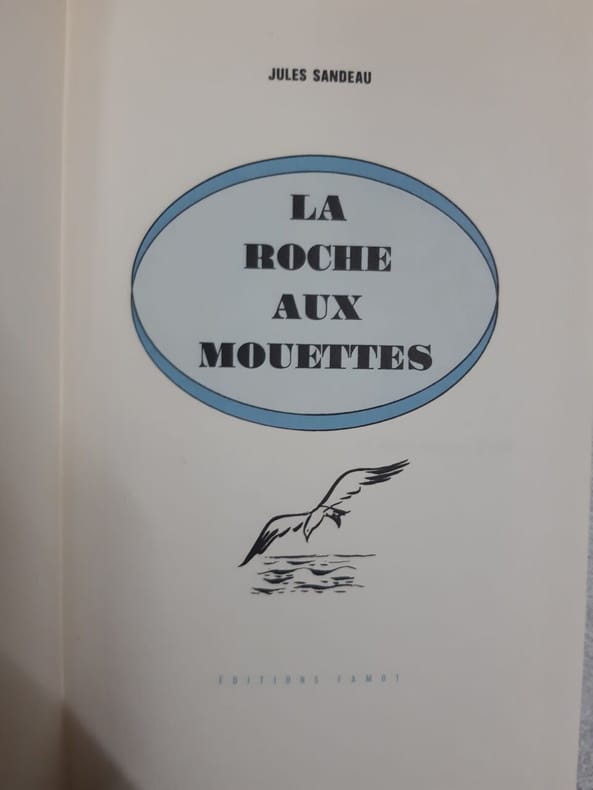 JULES SANDEAU
LA
ROCHE
AUX
MOUETTES
ÉDITIONS FAMOT